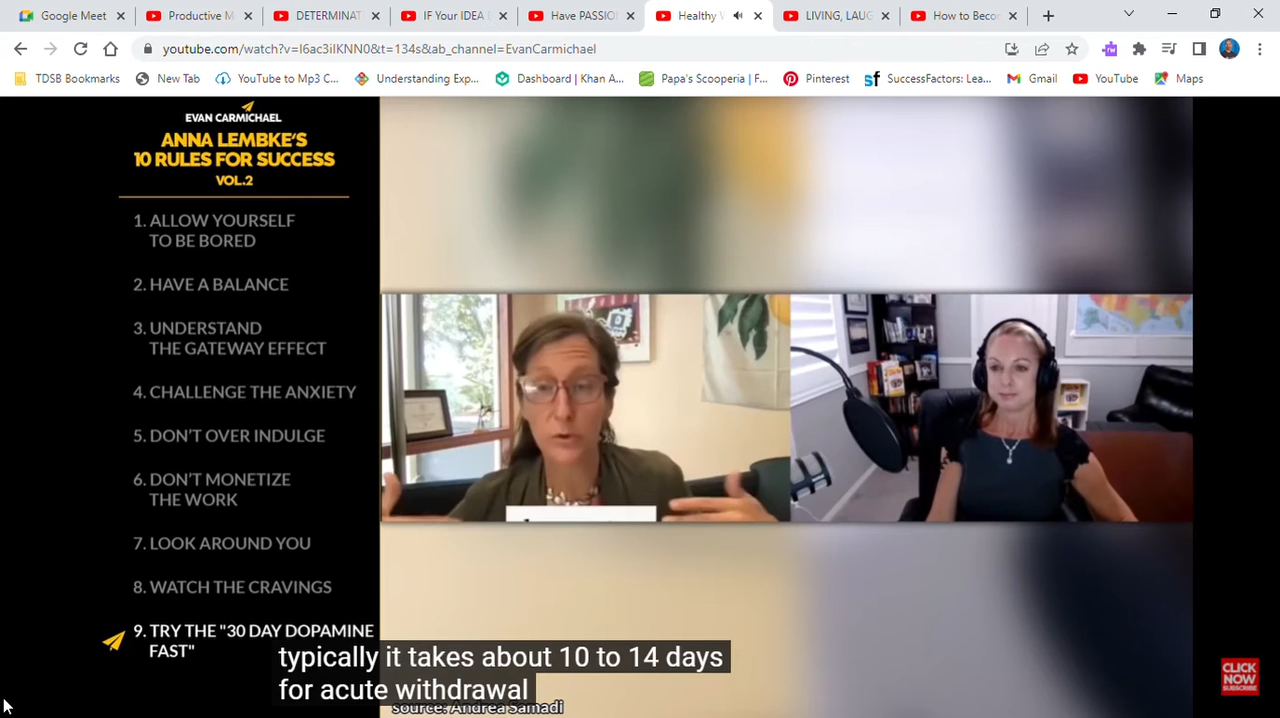 Google Meet
Productive M
DETERMINAT
IF Your IDEA D
Have PASSIO
Healthy
LIVING, LAUG
How to Beco
youtube.com/watch?v=I6ac3iIKNN0&t=134s&ab_channel=EvanCarmichael
TDSB Bookmarks
New Tab
YouTube to Mp3 C...
Understanding Exp...
Dashboard | Khan A...
Papa's Scooperia | F...
Pinterest
SuccessFactors: Lea...
Gmail
YouTube
Maps
EVAN CARMICHAEL
ANNA LEMBKE'S
10 RULES FOR SUCCESS
VOL.2
1. ALLOW YOURSELF
TO BE BORED
2. HAVE A BALANCE
3. UNDERSTAND
THE GATEWAY EFFECT
4. CHALLENGE THE ANXIETY
5. DON'T OVER INDULGE
6. DON'T MONETIZE
THE WORK
7. LOOK AROUND YOU
8. WATCH THE CRAVINGS
9. TRY THE "30 DAY DOPAMINE
FAST"
typically it takes about 10 to 14 days
for acute withdrawal
source: Andrea Samadi
CLICK
NOW
SUBSCRIBE